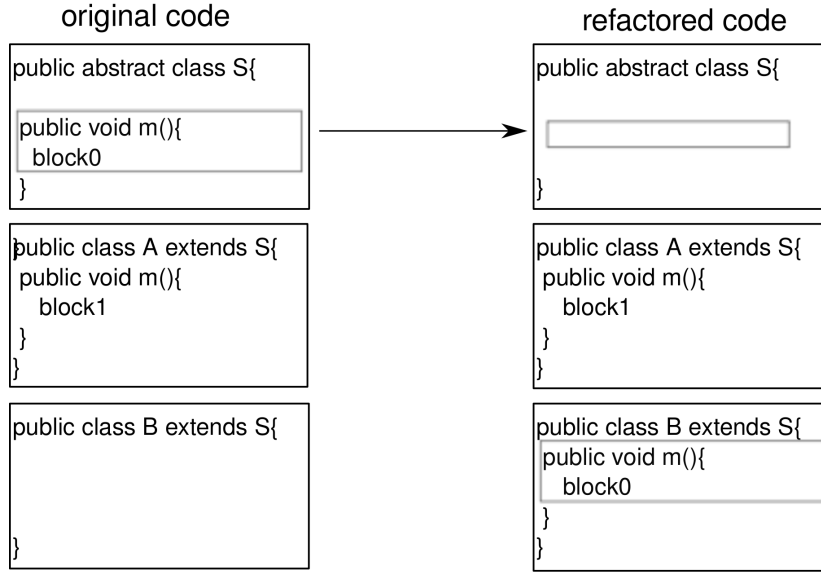 original code
public abstract class S{
public void m(){
block0
}
}
public class A extends S{
public void m(){
block1
}
}
public class B extends S{
}
refactored code
public abstract class S{
}
public class A extends S{
public void m(){
block1
}
}
public class B extends S{
public void m(){
block0
}
}